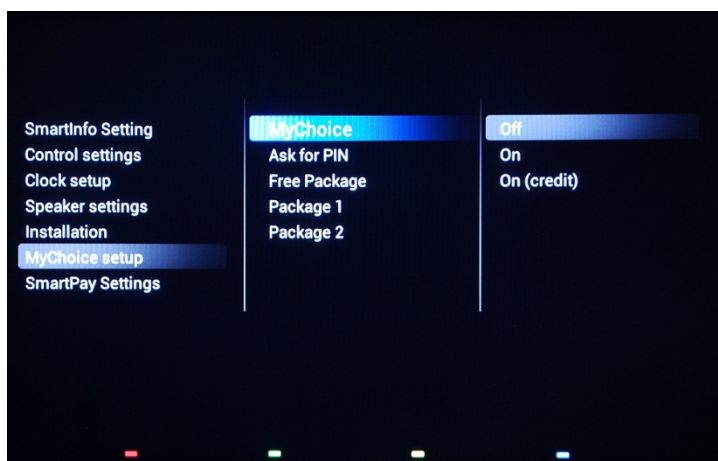 SmartInfo Setting
Control settings
Clock setup
Speaker settings
Installation
MyChoice setup
SmartPay Settings
MyChoice
Ask for PIN
Free Package
Package 1
Package 2
Off
On
On (credit)